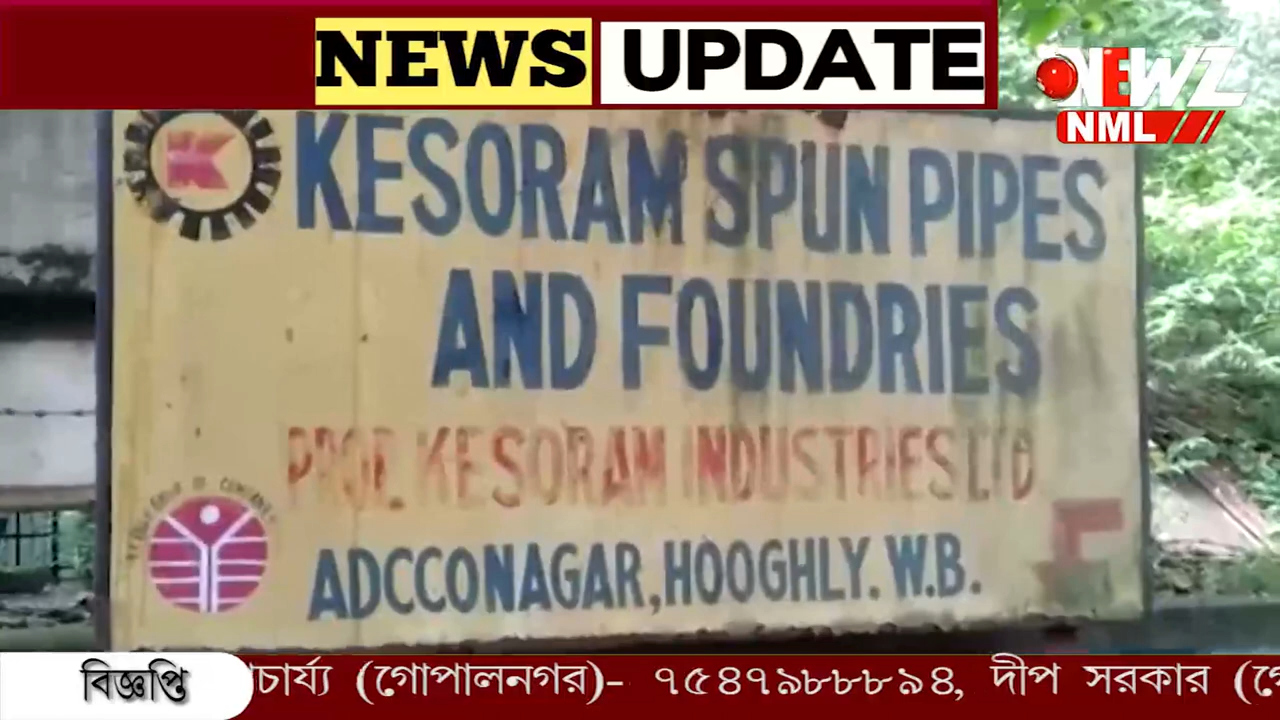 NEWS UPDATE
NEWZ
NML
K
KESORAM SPUN PIPES
AND FOUNDRIES
PROP. KESORAM INDUSTRIES LTD
ADCCONAGAR, HOOGHLY. W.B.
বিজ্ঞপ্তি
চার্য্য (গোপালনগর)- ৭৫৪৭৯৮৮৮৯৪, দীপ সরকার (